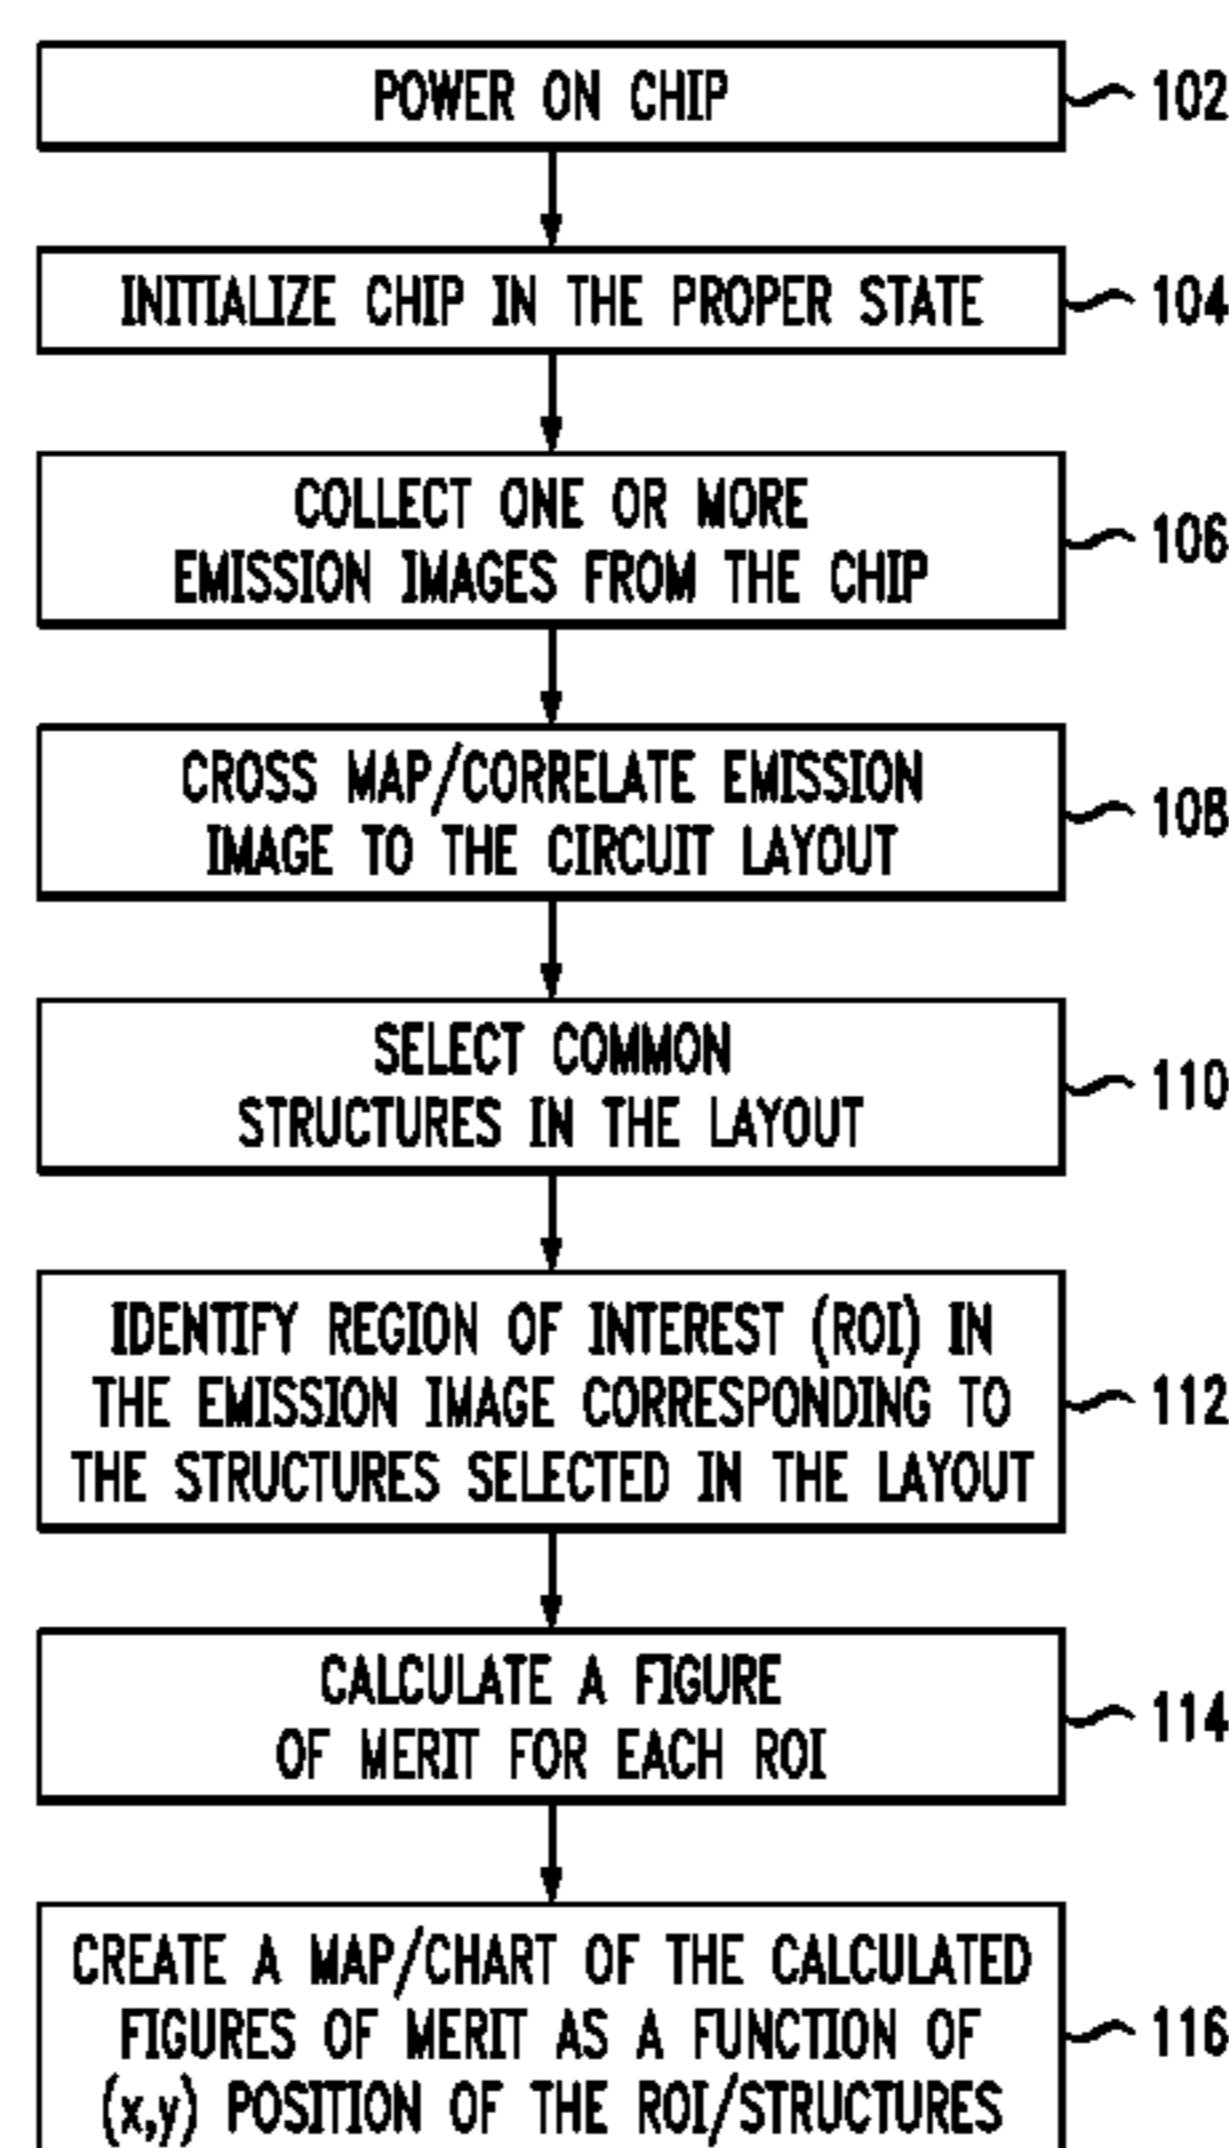 POWER ON CHIP
102
INITIALIZE CHIP IN THE PROPER STATE
104
COLLECT ONE OR MORE
EMISSION IMAGES FROM THE CHIP
106
CROSS MAP/CORRELATE EMISSION
IMAGE TO THE CIRCUIT LAYOUT
108
SELECT COMMON
STRUCTURES IN THE LAYOUT
110
IDENTIFY REGION OF INTEREST (ROI) IN
THE EMISSION IMAGE CORRESPONDING TO
THE STRUCTURES SELECTED IN THE LAYOUT
112
CALCULATE A FIGURE
OF MERIT FOR EACH ROI
114
CREATE A MAP/CHART OF THE CALCULATED
FIGURES OF MERIT AS A FUNCTION OF
(x,y) POSITION OF THE ROI/STRUCTURES
116